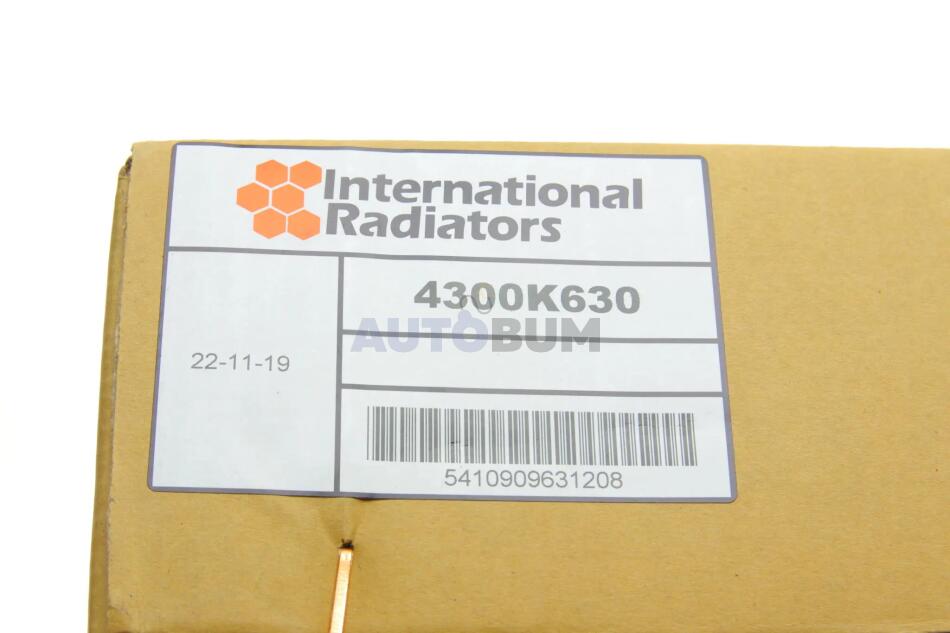 International
Radiators
4300K630
AUTOBUM
22-11-19
5410909631208